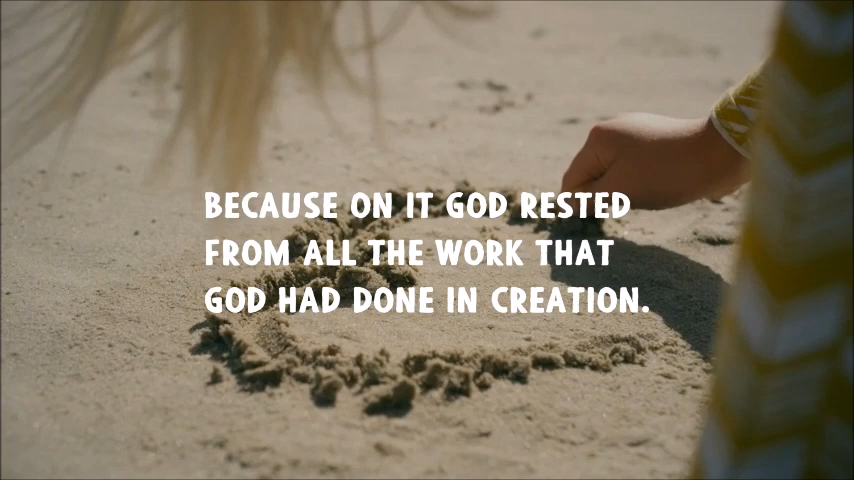 BECAUSE ON IT GOD RESTED
FROM ALL THE WORK THAT
GOD HAD DONE IN CREATION.